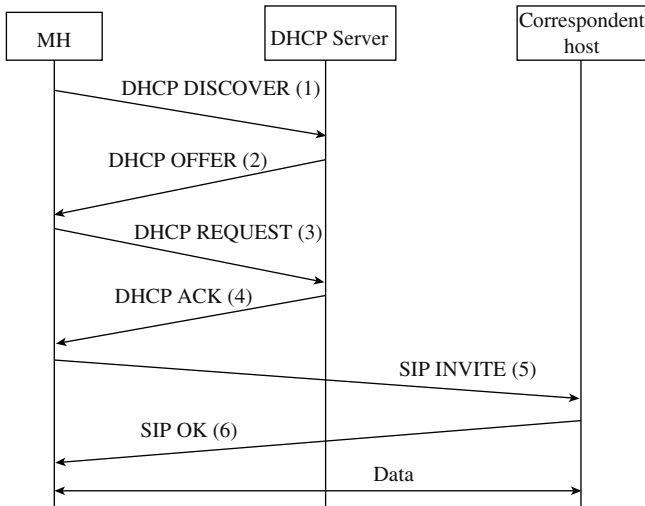 MH
DHCP Server
Correspondent
host
DHCP DISCOVER (1)
DHCP OFFER (2)
DHCP REQUEST (3)
DHCP ACK (4)
SIP INVITE (5)
SIP OK (6)
Data